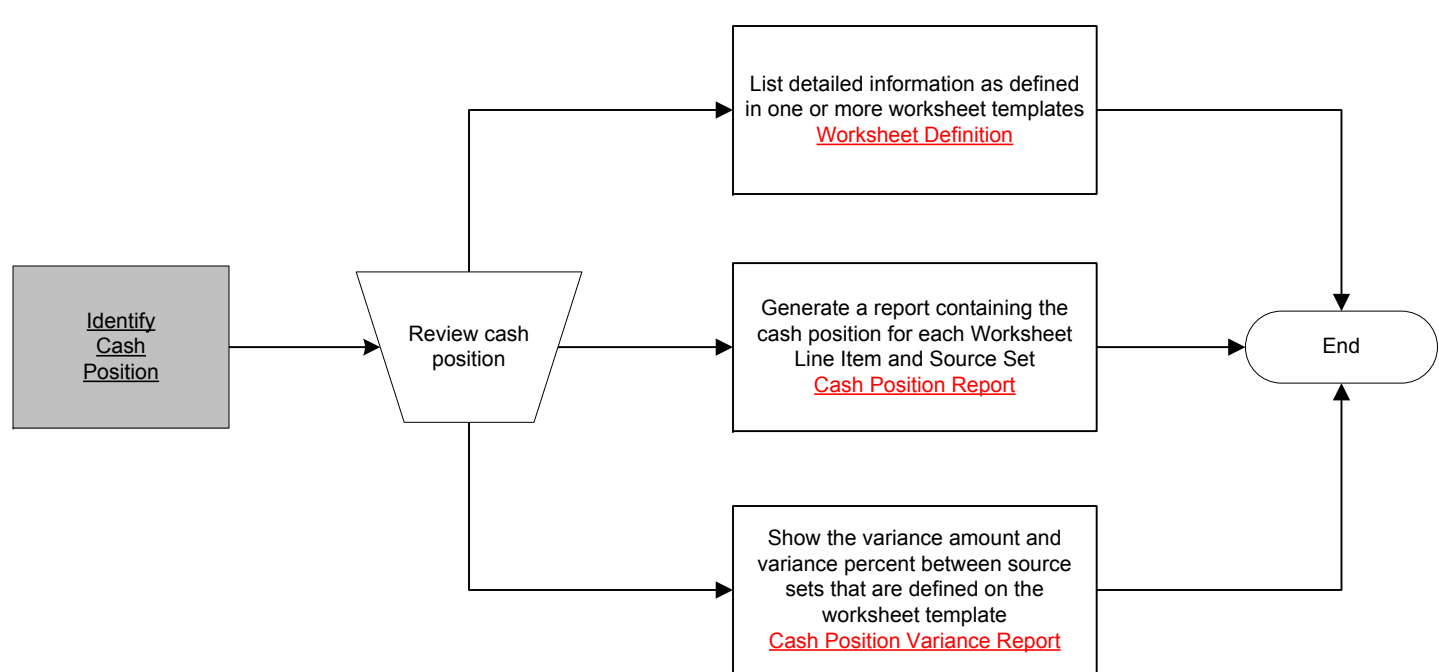 Identify
Cash
Position
Review cash
position
List detailed information as defined
in one or more worksheet templates
Worksheet Definition
Generate a report containing the
cash position for each Worksheet
Line Item and Source Set
Cash Position Report
Show the variance amount and
variance percent between source
sets that are defined on the
worksheet template
Cash Position Variance Report
End